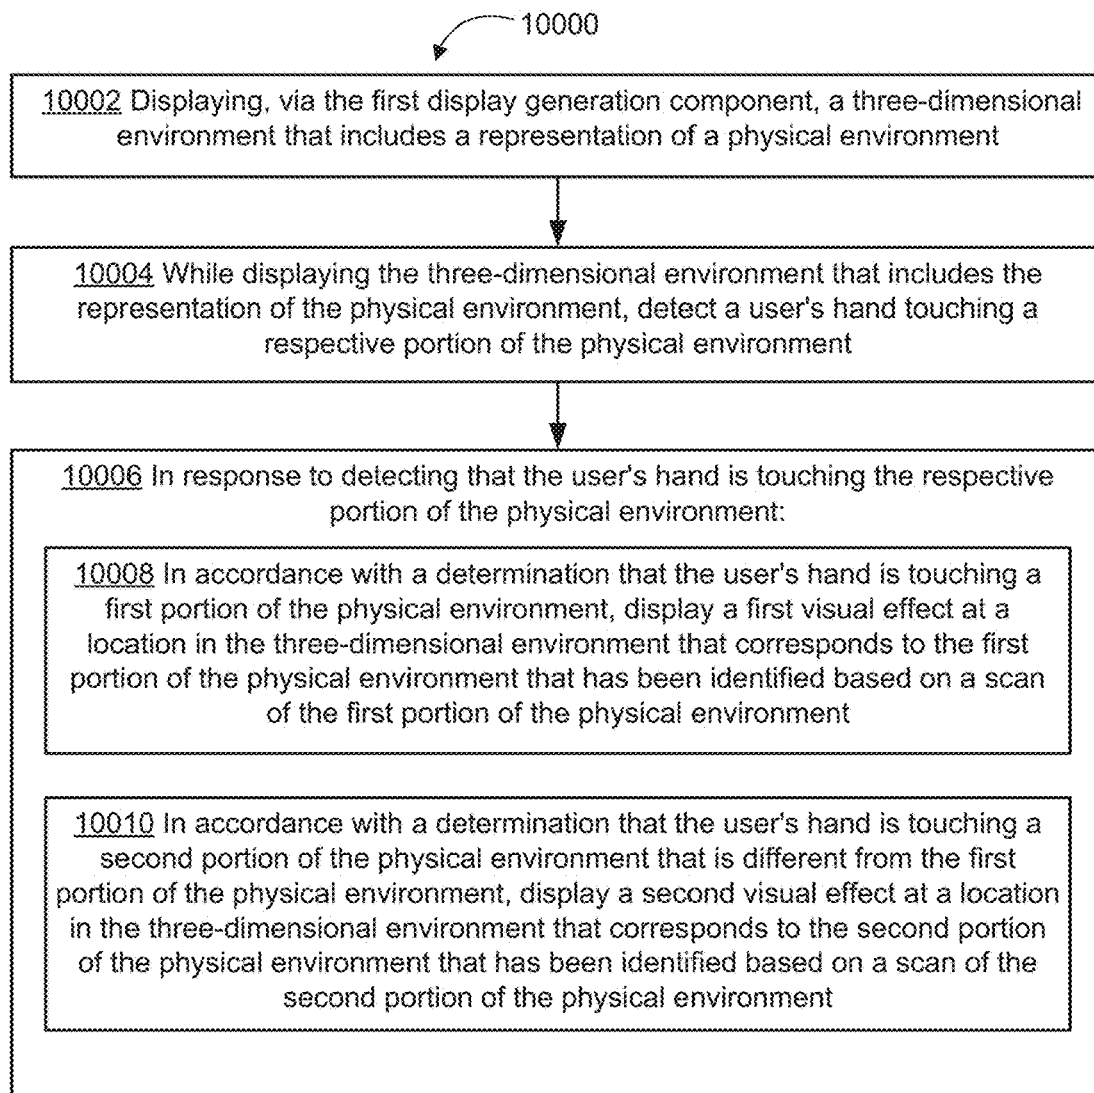 10000
10002 Displaying, via the first display generation component, a three-dimensional
environment that includes a representation of a physical environment
10004 While displaying the three-dimensional environment that includes the
representation of the physical environment, detect a user's hand touching a
respective portion of the physical environment
10006 In response to detecting that the user's hand is touching the respective
portion of the physical environment:
10008 In accordance with a determination that the user's hand is touching a
first portion of the physical environment, display a first visual effect at a
location in the three-dimensional environment that corresponds to the first
portion of the physical environment that has been identified based on a scan
of the first portion of the physical environment
10010 In accordance with a determination that the user's hand is touching a
second portion of the physical environment that is different from the first
portion of the physical environment, display a second visual effect at a location
in the three-dimensional environment that corresponds to the second portion
of the physical environment that has been identified based on a scan of the
second portion of the physical environment